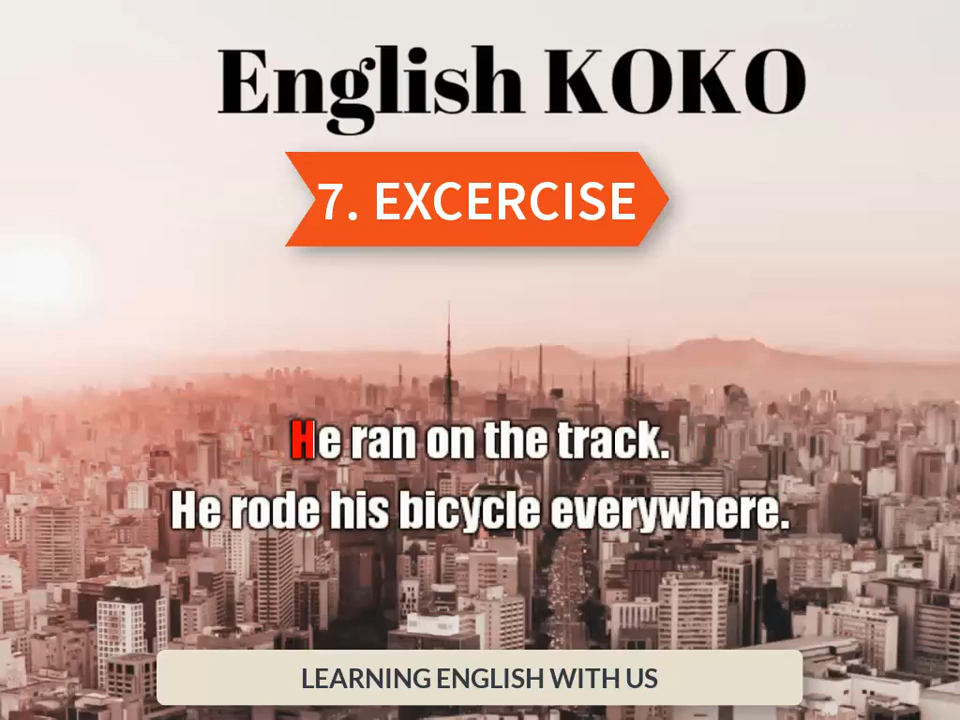 English KOKO
7. EXCERCISE
He ran on the track.
He rode his bicycle everywhere.
LEARNING ENGLISH WITH US